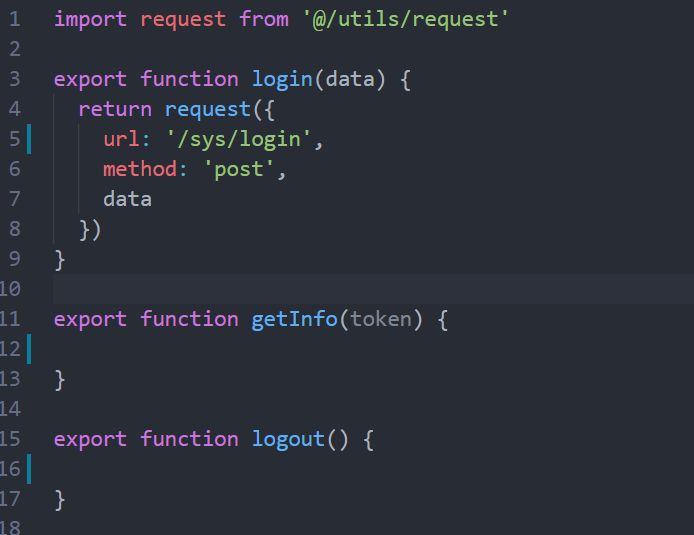 1 import request from '@/utils/request'
2
3 export function login(data) {
4 return request({
5 url: '/sys/login',
6 method: 'post',
7 data
8 })
9 }
10
11 export function getInfo(token) {
12
13 }
14
15 export function logout() {
16
17 }
18